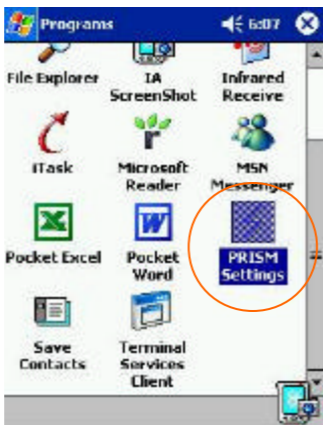 Programs 6:07
File Explorer IA ScreenShot Infrared Receive
iTask Microsoft Reader MSN Messenger
Pocket Excel Pocket Word PRISM Settings
Save Contacts Terminal Services Client